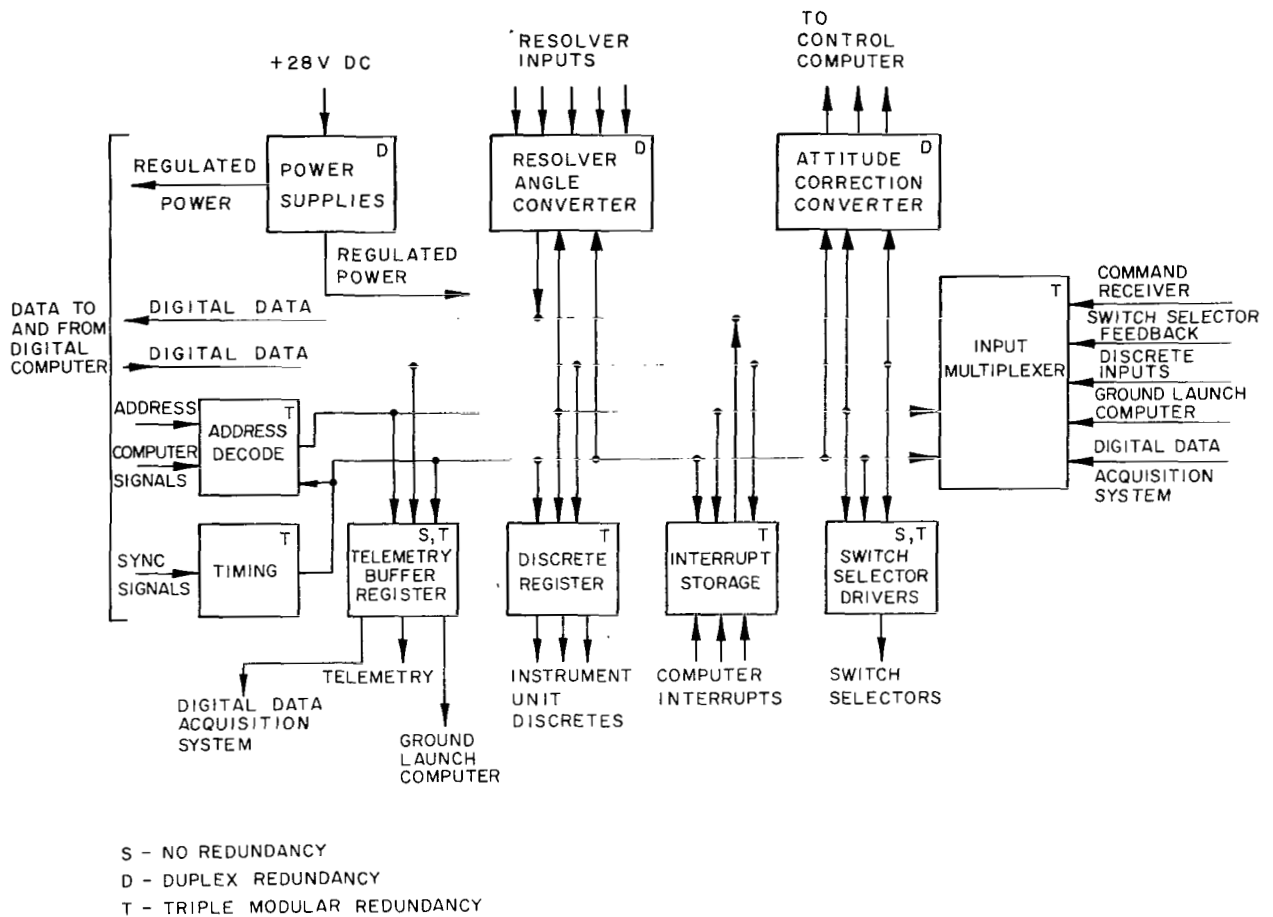 +28V DC
RESOLVER
INPUTS
TO
CONTROL
COMPUTER
D
POWER
SUPPLIES
REGULATED
POWER
REGULATED
POWER
D
RESOLVER
ANGLE
CONVERTER
D
ATTITUDE
CORRECTION
CONVERTER
DATA TO
AND FROM
DIGITAL
COMPUTER
DIGITAL DATA
DIGITAL DATA
ADDRESS
COMPUTER
SIGNALS
T
ADDRESS
DECODE
SYNC
SIGNALS
T
TIMING
T
INPUT
MULTIPLEXER
COMMAND
RECEIVER
SWITCH SELECTOR
FEEDBACK
DISCRETE
INPUTS
GROUND LAUNCH
COMPUTER
DIGITAL DATA
ACQUISITION
SYSTEM
S,T
TELEMETRY
BUFFER
REGISTER
T
DISCRETE
REGISTER
T
INTERRUPT
STORAGE
S,T
SWITCH
SELECTOR
DRIVERS
DIGITAL DATA
ACQUISITION
SYSTEM
TELEMETRY
GROUND
LAUNCH
COMPUTER
INSTRUMENT
UNIT
DISCRETES
COMPUTER
INTERRUPTS
SWITCH
SELECTORS
S - NO REDUNDANCY
D - DUPLEX REDUNDANCY
T - TRIPLE MODULAR REDUNDANCY